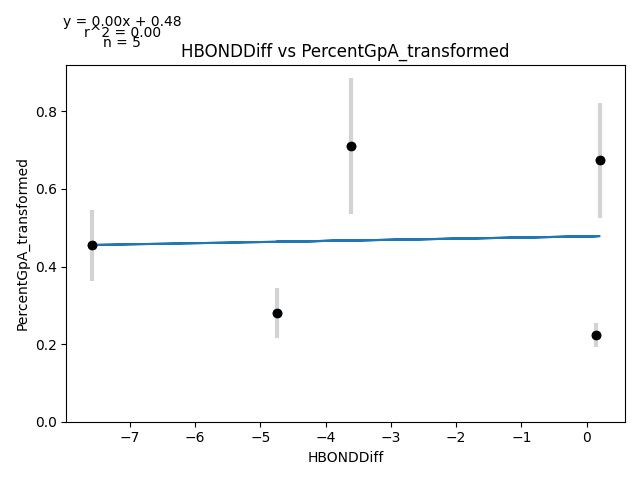 y = 0.00x + 0.48
r^2 = 0.00
n = 5
HBONDDiff vs PercentGpA_transformed
PercentGpA_transformed
0.8
0.6
0.4
0.2
0.0
−7 −6 −5 −4 −3 −2 −1 0
HBONDDiff